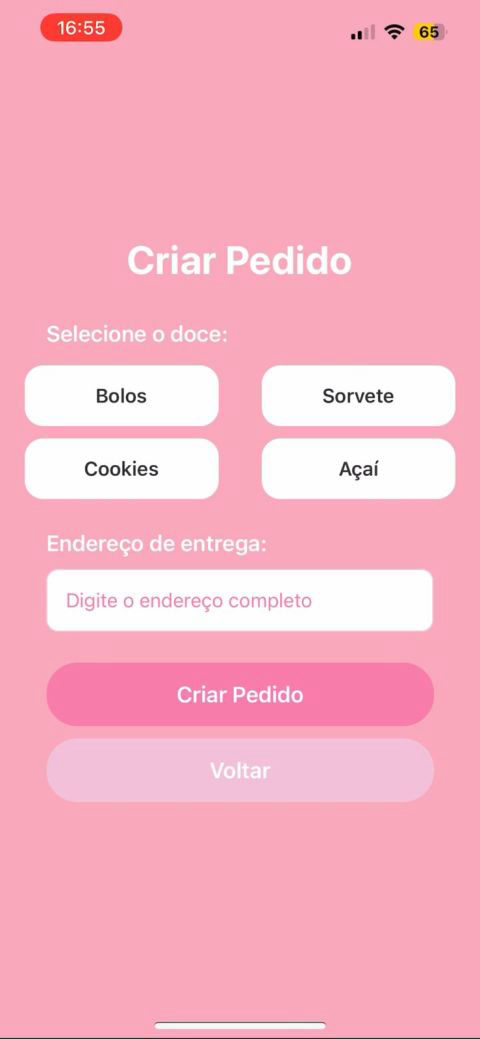 16:55
65
Criar Pedido
Selecione o doce:
Bolos
Sorvete
Cookies
Açaí
Endereço de entrega:
Digite o endereço completo
Criar Pedido
Voltar